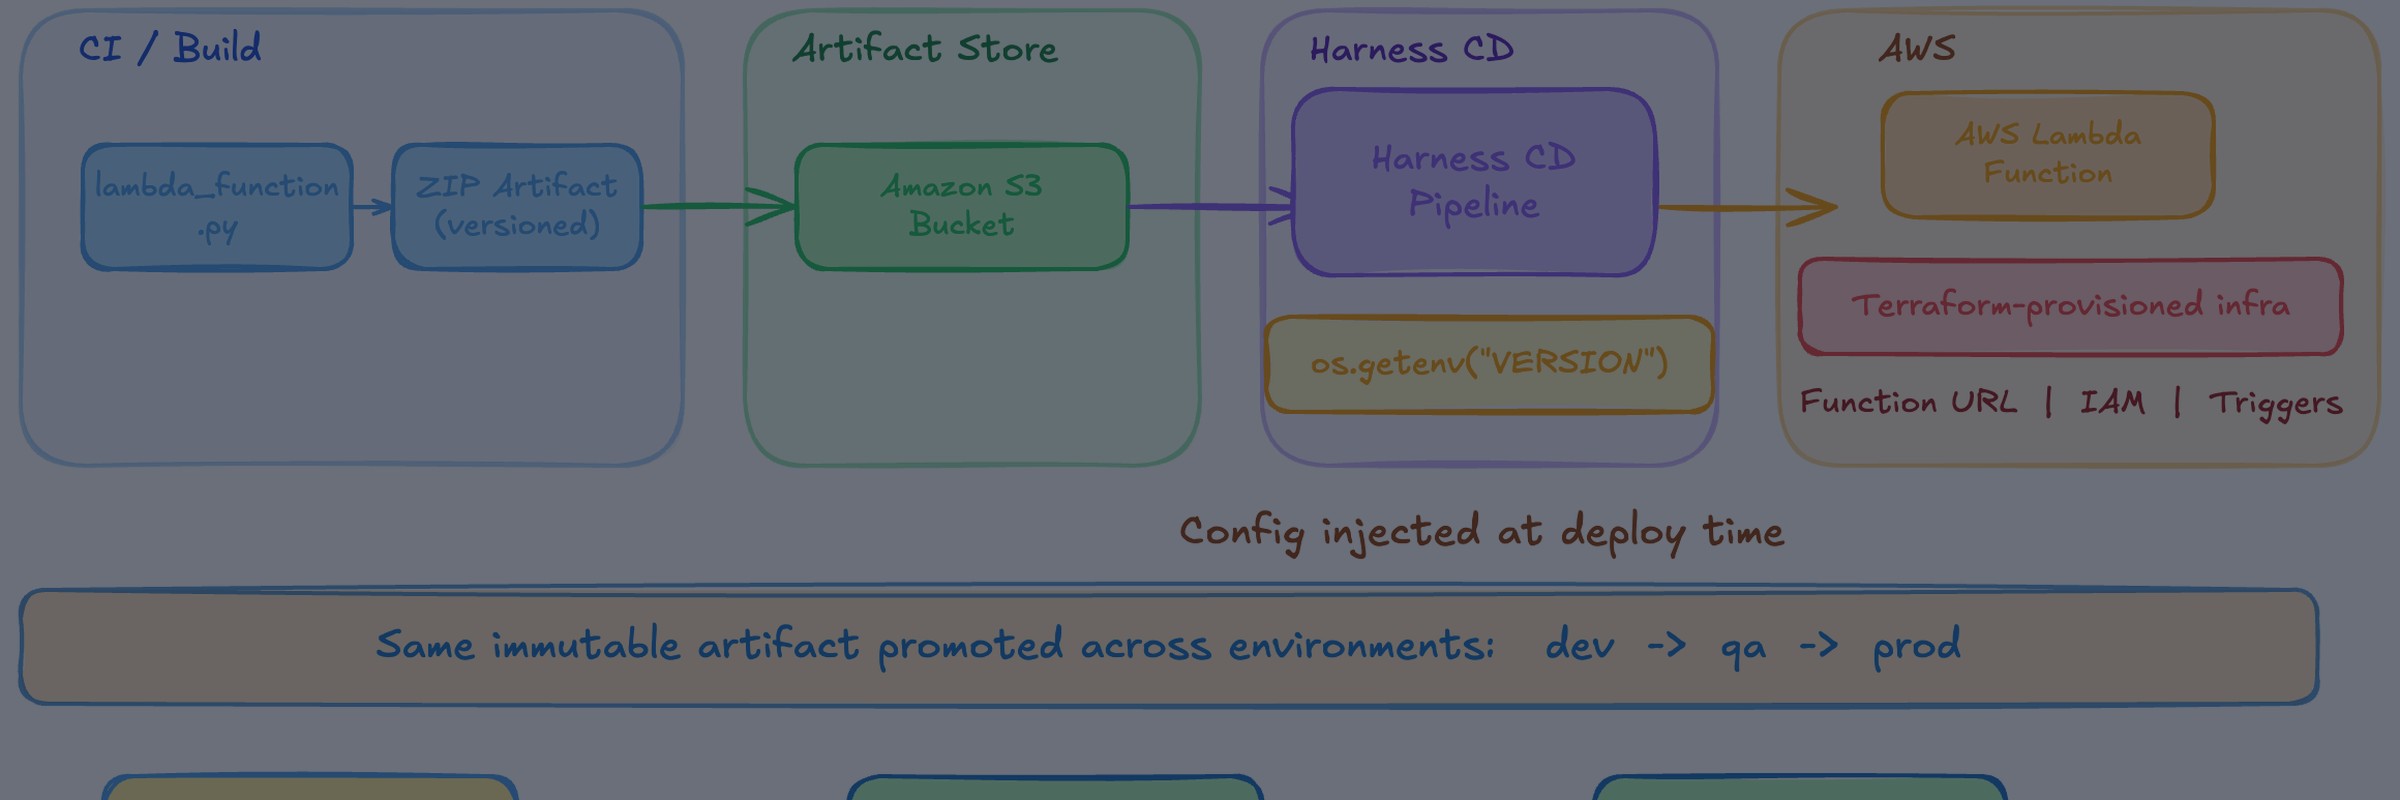 CI / Build
lambda_function
.py
ZIP Artifact
(versioned)
Artifact Store
Amazon S3
Bucket
Harness CD
Harness CD
Pipeline
os.getenv("VERSION")
AWS
AWS Lambda
Function
Terraform-provisioned infra
Function URL | IAM | Triggers
Config injected at deploy time
Same immutable artifact promoted across environments: dev -> qa -> prod